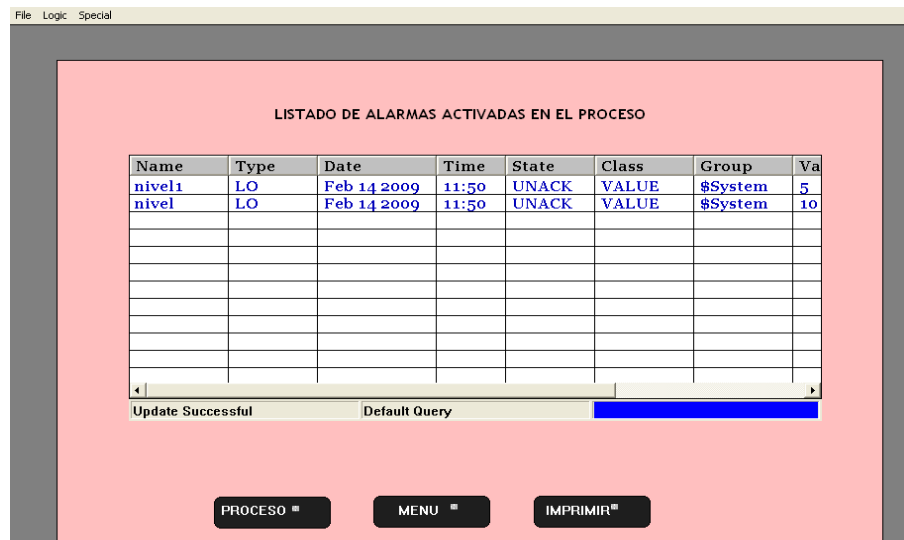 File Logic Special
LISTADO DE ALARMAS ACTIVADAS EN EL PROCESO
Name Type Date Time State Class Group Va
nivel1 LO Feb 14 2009 11:50 UNACK VALUE $System 5
nivel LO Feb 14 2009 11:50 UNACK VALUE $System 10
Update Successful Default Query
PROCESO MENU IMPRIMIR